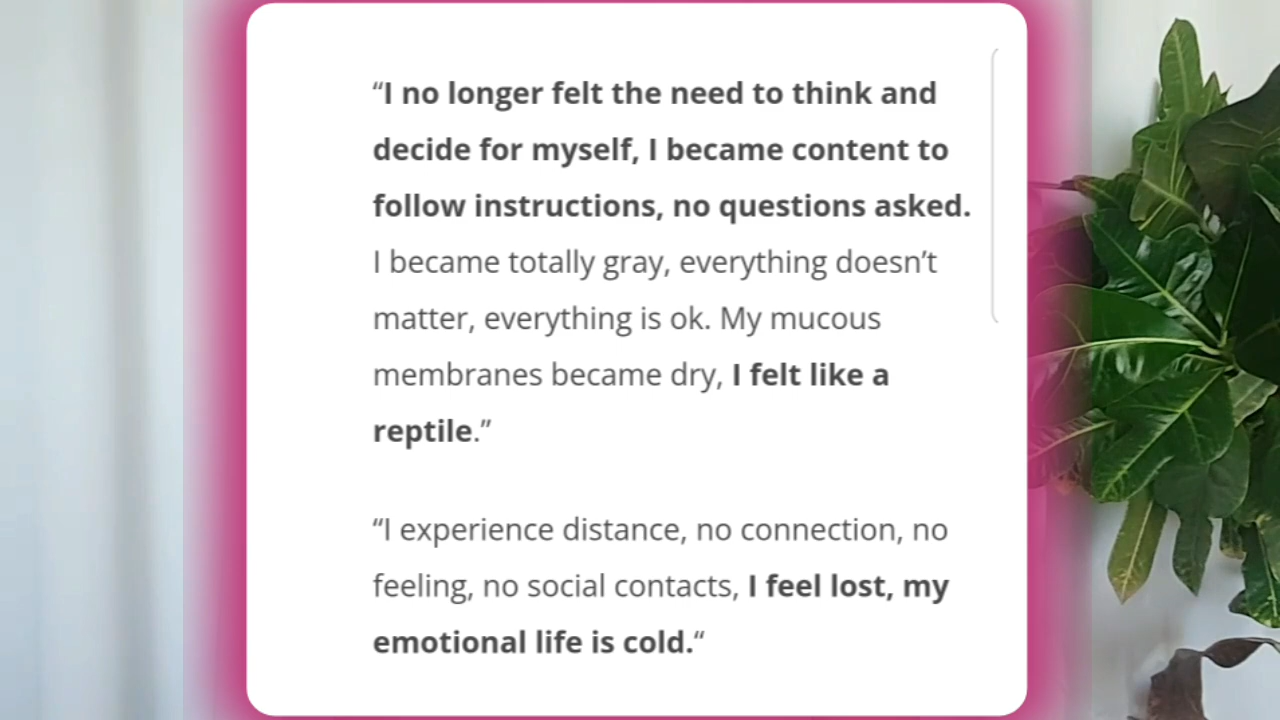 “I no longer felt the need to think and
decide for myself, I became content to
follow instructions, no questions asked.
I became totally gray, everything doesn’t
matter, everything is ok. My mucous
membranes became dry, I felt like a
reptile.”
“I experience distance, no connection, no
feeling, no social contacts, I feel lost, my
emotional life is cold.“